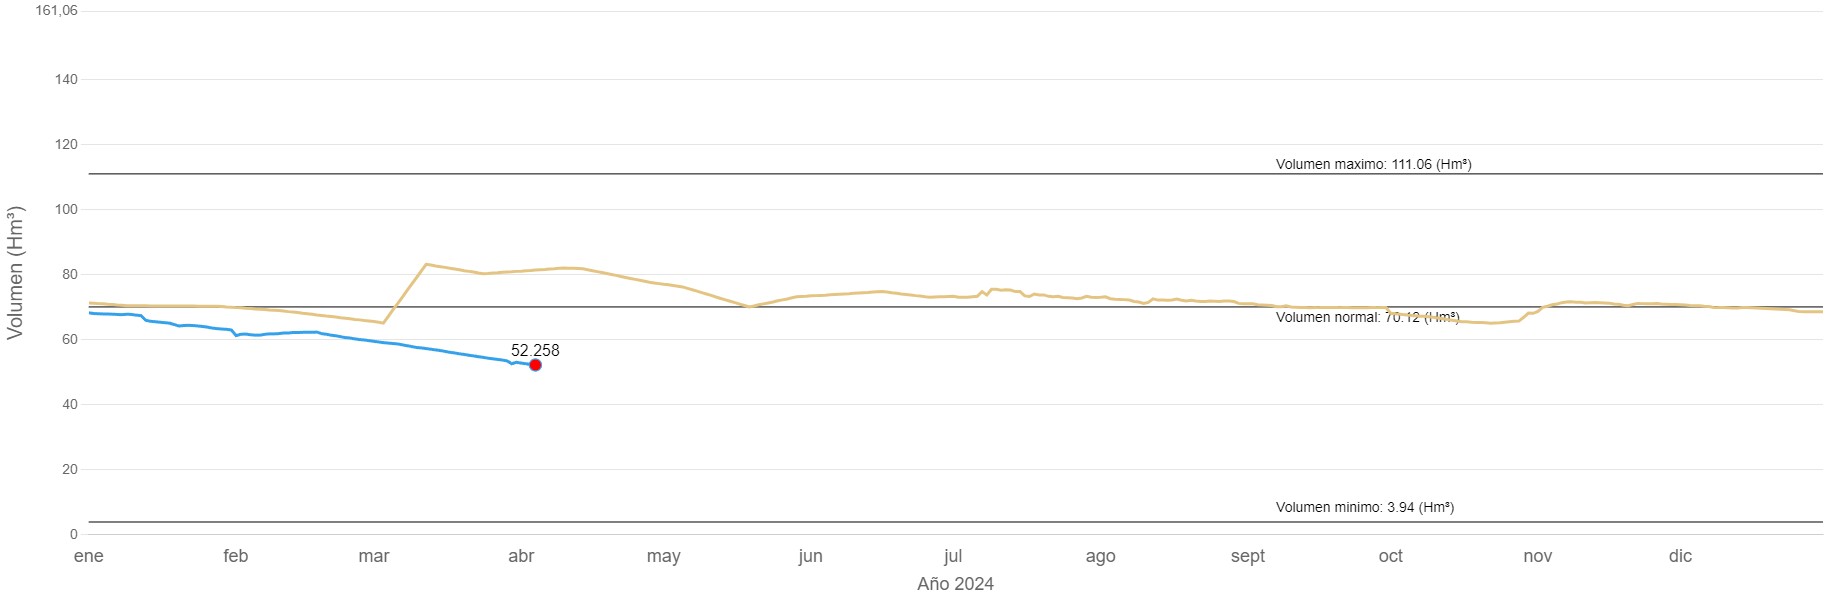 161,06
140
120
Volumen maximo: 111.06 (Hm³)
100
Volumen (Hm³)
80
Volumen normal: 70.12 (Hm³)
60
52.258
40
20
Volumen minimo: 3.94 (Hm³)
0
ene feb mar abr may jun jul ago sept oct nov dic
Año 2024